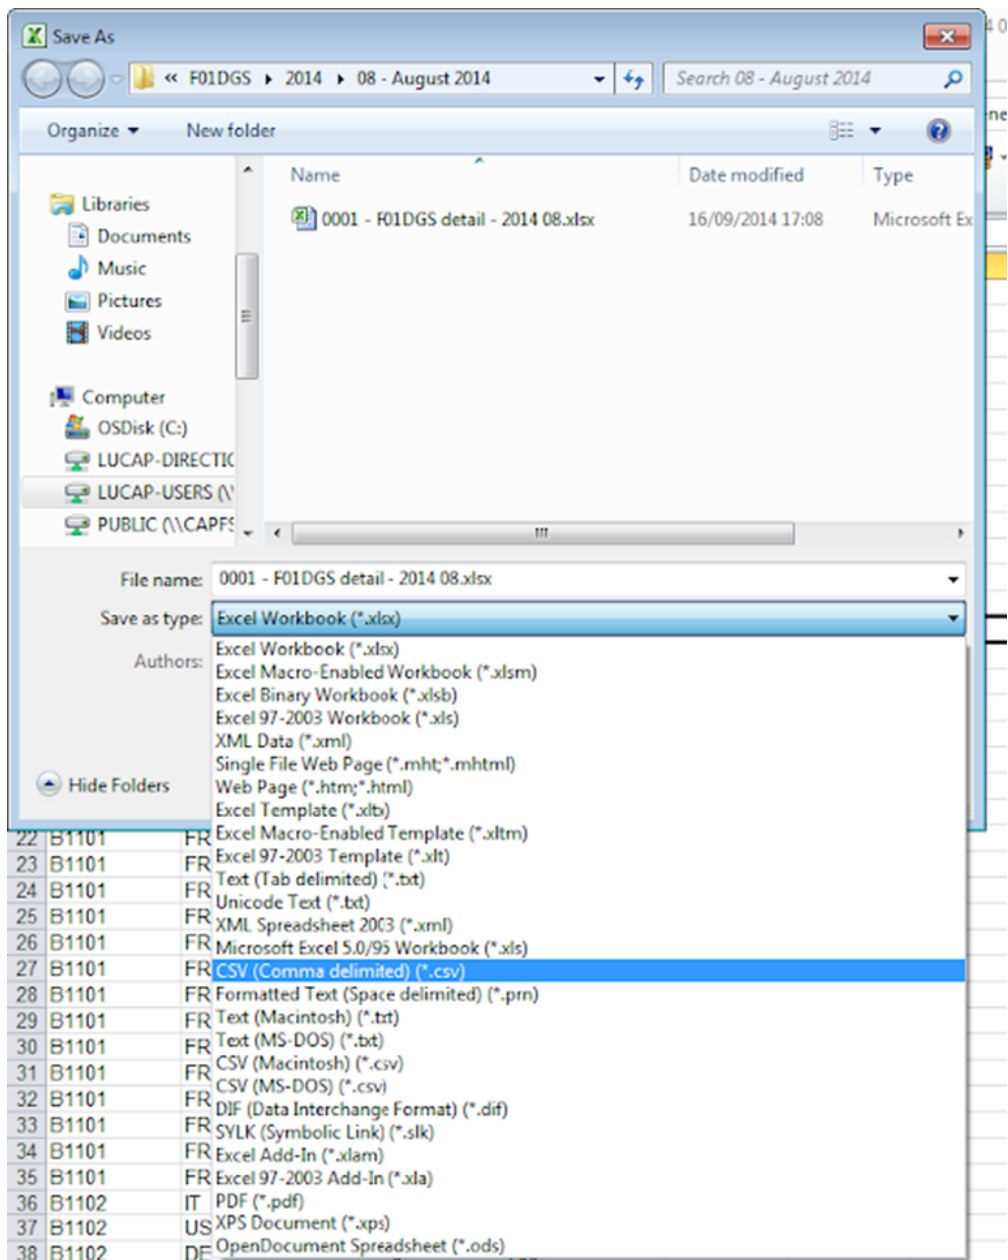 Save As
« F01DGS 2014 08 - August 2014
Search 08 - August 2014
Organize New folder
Name Date modified Type
0001 - F01DGS detail - 2014 08.xlsx 16/09/2014 17:08 Microsoft Ex
Libraries
Documents
Music
Pictures
Videos
Computer
OSDisk (C:)
LUCAP-DIRECTIC
LUCAP-USERS (\\
PUBLIC (\\CAPFS
File name: 0001 - F01DGS detail - 2014 08.xlsx
Save as type: Excel Workbook (*.xlsx)
Authors:
Excel Workbook (*.xlsx)
Excel Macro-Enabled Workbook (*.xlsm)
Excel Binary Workbook (*.xlsb)
Excel 97-2003 Workbook (*.xls)
XML Data (*.xml)
Single File Web Page (*.mht;*.mhtml)
Hide Folders
Web Page (*.htm;*.html)
Excel Template (*.xltx)
Excel Macro-Enabled Template (*.xltm)
Excel 97-2003 Template (*.xlt)
Text (Tab delimited) (*.txt)
Unicode Text (*.txt)
XML Spreadsheet 2003 (*.xml)
Microsoft Excel 5.0/95 Workbook (*.xls)
CSV (Comma delimited) (*.csv)
Formatted Text (Space delimited) (*.prn)
Text (Macintosh) (*.txt)
Text (MS-DOS) (*.txt)
CSV (Macintosh) (*.csv)
CSV (MS-DOS) (*.csv)
DIF (Data Interchange Format) (*.dif)
SYLK (Symbolic Link) (*.slk)
Excel Add-In (*.xlam)
Excel 97-2003 Add-In (*.xla)
PDF (*.pdf)
XPS Document (*.xps)
OpenDocument Spreadsheet (*.ods)
22 B1101 FR
23 B1101 FR
24 B1101 FR
25 B1101 FR
26 B1101 FR
27 B1101 FR
28 B1101 FR
29 B1101 FR
30 B1101 FR
31 B1101 FR
32 B1101 FR
33 B1101 FR
34 B1101 FR
35 B1101 FR
36 B1102 IT
37 B1102 US
38 B1102 DE